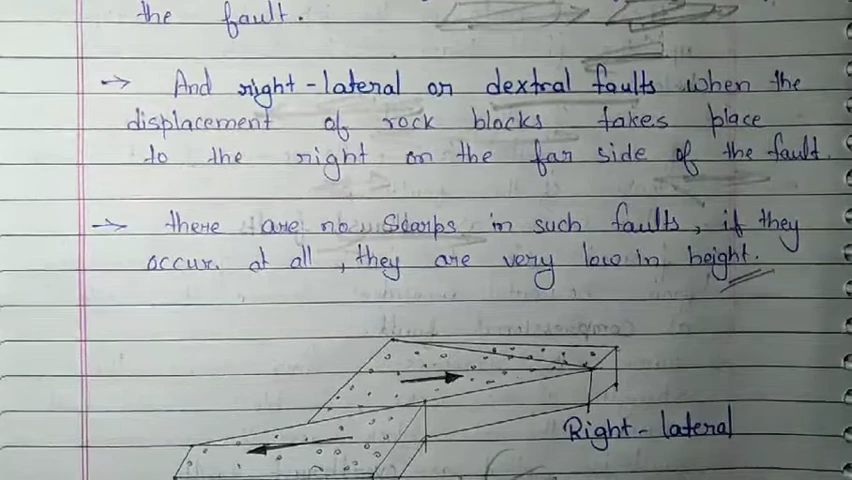 the fault.
→ And right-lateral or dextral faults when the
displacement of rock blocks takes place
to the right on the far side of the fault.
→ there are no Scarps in such faults, if they
occur. at all, they are very low in height.
Right-lateral